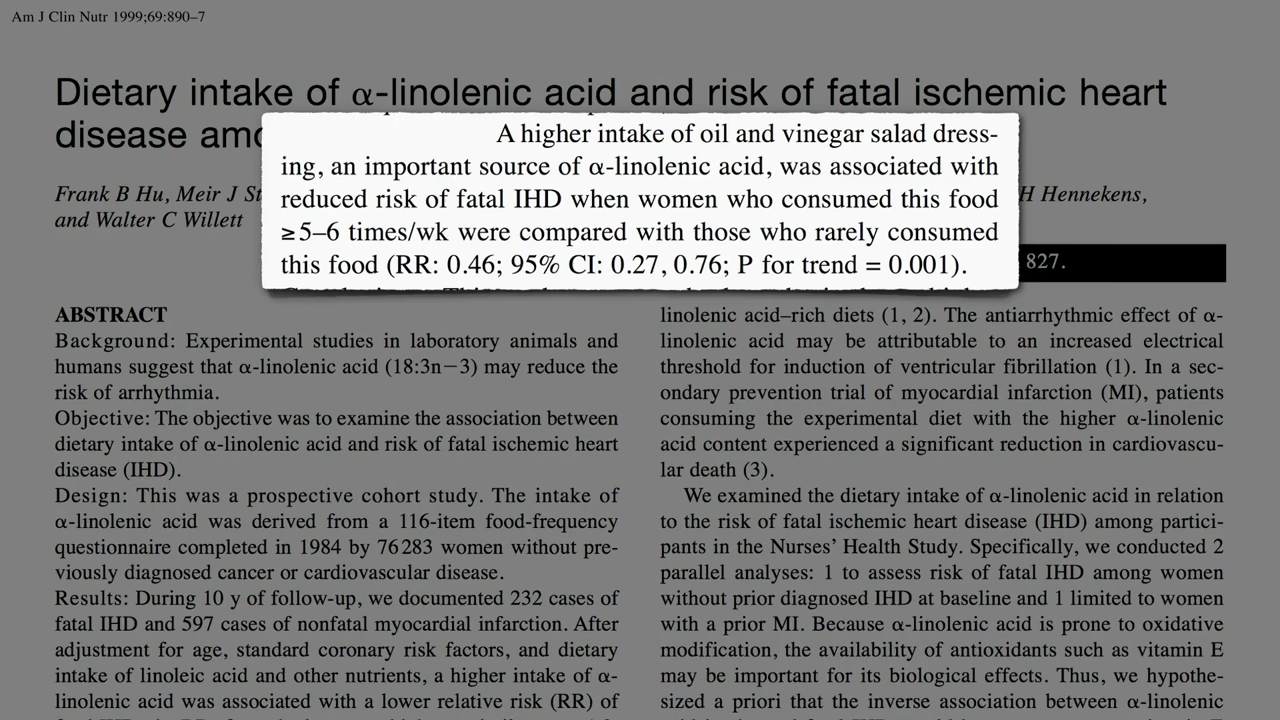 Am J Clin Nutr 1999;69:890–7
Dietary intake of α-linolenic acid and risk of fatal ischemic heart
disease amo
A higher intake of oil and vinegar salad dress-
ing, an important source of α-linolenic acid, was associated with
reduced risk of fatal IHD when women who consumed this food
≥5–6 times/wk were compared with those who rarely consumed
this food (RR: 0.46; 95% CI: 0.27, 0.76; P for trend = 0.001).
Frank B Hu, Meir J St
H Hennekens,
and Walter C Willett
827.
ABSTRACT
Background: Experimental studies in laboratory animals and
humans suggest that α-linolenic acid (18:3n−3) may reduce the
risk of arrhythmia.
Objective: The objective was to examine the association between
dietary intake of α-linolenic acid and risk of fatal ischemic heart
disease (IHD).
Design: This was a prospective cohort study. The intake of
α-linolenic acid was derived from a 116-item food-frequency
questionnaire completed in 1984 by 76283 women without pre-
viously diagnosed cancer or cardiovascular disease.
Results: During 10 y of follow-up, we documented 232 cases of
fatal IHD and 597 cases of nonfatal myocardial infarction. After
adjustment for age, standard coronary risk factors, and dietary
intake of linoleic acid and other nutrients, a higher intake of α-
linolenic acid was associated with a lower relative risk (RR) of
linolenic acid–rich diets (1, 2). The antiarrhythmic effect of α-
linolenic acid may be attributable to an increased electrical
threshold for induction of ventricular fibrillation (1). In a sec-
ondary prevention trial of myocardial infarction (MI), patients
consuming the experimental diet with the higher α-linolenic
acid content experienced a significant reduction in cardiovascu-
lar death (3).
We examined the dietary intake of α-linolenic acid in relation
to the risk of fatal ischemic heart disease (IHD) among partici-
pants in the Nurses' Health Study. Specifically, we conducted 2
parallel analyses: 1 to assess risk of fatal IHD among women
without prior diagnosed IHD at baseline and 1 limited to women
with a prior MI. Because α-linolenic acid is prone to oxidative
modification, the availability of antioxidants such as vitamin E
may be important for its biological effects. Thus, we hypothe-
sized a priori that the inverse association between α-linolenic